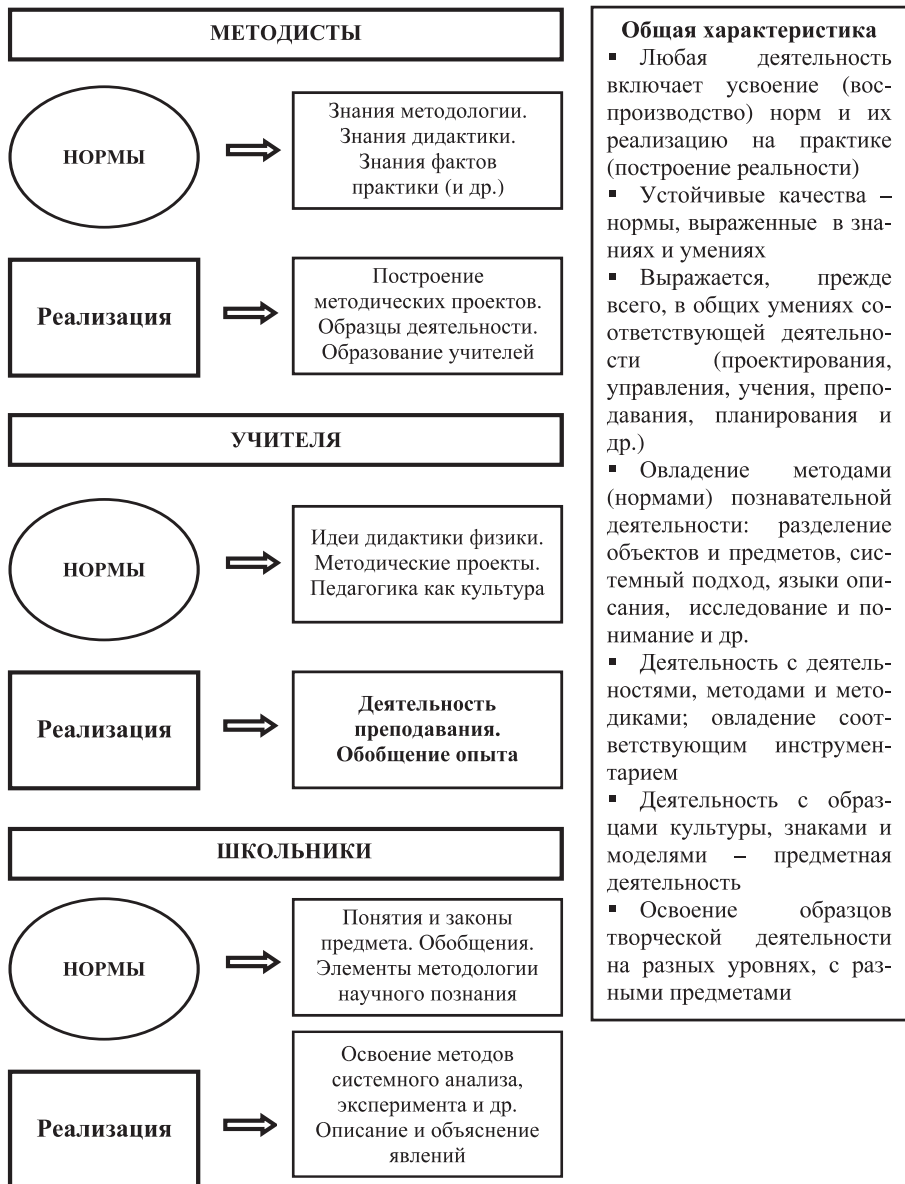 МЕТОДИСТЫ
НОРМЫ
Знания методологии.
Знания дидактики.
Знания фактов
практики (и др.)
Реализация
Построение
методических проектов.
Образцы деятельности.
Образование учителей
УЧИТЕЛЯ
НОРМЫ
Идеи дидактики физики.
Методические проекты.
Педагогика как культура
Реализация
Деятельность
преподавания.
Обобщение опыта
ШКОЛЬНИКИ
НОРМЫ
Понятия и законы
предмета. Обобщения.
Элементы методологии
научного познания
Реализация
Освоение методов
системного анализа,
эксперимента и др.
Описание и объяснение
явлений
Общая характеристика
▪ Любая деятельность
включает усвоение (вос-
производство) норм и их
реализацию на практике
(построение реальности)
▪ Устойчивые качества –
нормы, выраженные в зна-
ниях и умениях
▪ Выражается, прежде
всего, в общих умениях со-
ответствующей деятельно-
сти (проектирования,
управления, учения, препо-
давания, планирования и
др.)
▪ Овладение методами
(нормами) познавательной
деятельности: разделение
объектов и предметов, сис-
темный подход, языки опи-
сания, исследование и по-
нимание и др.
▪ Деятельность с деятель-
ностями, методами и мето-
диками; овладение соот-
ветствующим инструмен-
тарием
▪ Деятельность с образ-
цами культуры, знаками и
моделями – предметная
деятельность
▪ Освоение образцов
творческой деятельности
на разных уровнях, с раз-
ными предметами